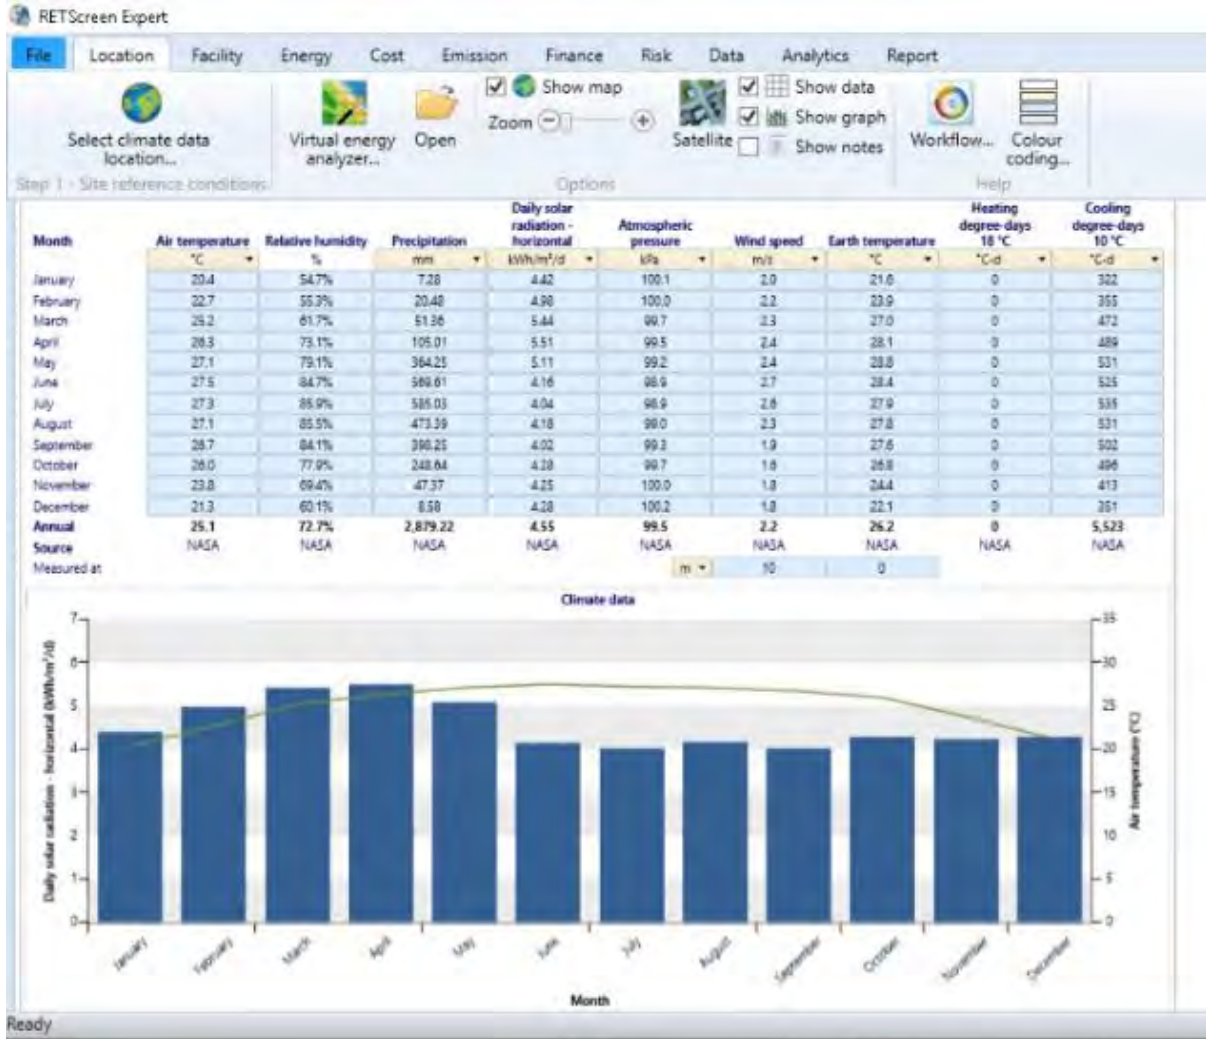 RETScreen Expert
File Location Facility Energy Cost Emission Finance Risk Data Analytics Report
Select climate data location...
Virtual energy analyzer...
Open
Show map
Zoom
Satellite
Show data
Show graph
Show notes
Workflow...
Colour coding...
Step 1 - Site reference conditions
Options
Help
Month Air temperature Relative humidity Precipitation Daily solar radiation - horizontal Atmospheric pressure Wind speed Earth temperature Heating degree-days 18 °C Cooling degree-days 10 °C
°C % mm kWh/m²/d kPa m/s °C °C-d °C-d
January 20.4 54.7% 7.28 4.42 100.1 2.0 21.6 0 322
February 22.7 55.3% 20.48 4.98 100.0 2.2 23.9 0 355
March 25.2 61.7% 51.36 5.44 99.7 2.3 27.0 0 472
April 26.3 73.1% 105.01 5.51 99.5 2.4 28.1 0 489
May 27.1 79.1% 364.25 5.11 99.2 2.4 28.8 0 531
June 27.5 84.7% 569.61 4.16 98.9 2.7 28.4 0 525
July 27.3 85.9% 585.03 4.04 98.9 2.6 27.9 0 535
August 27.1 85.5% 473.39 4.18 99.0 2.3 27.8 0 531
September 26.7 84.1% 398.25 4.02 99.3 1.9 27.6 0 502
October 26.0 77.9% 248.64 4.28 99.7 1.6 26.8 0 496
November 23.8 69.4% 47.37 4.25 100.0 1.8 24.4 0 413
December 21.3 60.1% 8.58 4.28 100.2 1.8 22.1 0 351
Annual 25.1 72.7% 2,879.22 4.55 99.5 2.2 26.2 0 5,523
Source NASA NASA NASA NASA NASA NASA NASA NASA NASA
Measured at m 10 0
Climate data
Daily solar radiation - horizontal (kWh/m²/d)
7
6
5
4
3
2
1
0
35
30
25
20
15
10
5
0
Air temperature (°C)
January February March April May June July August September October November December
Month
Ready